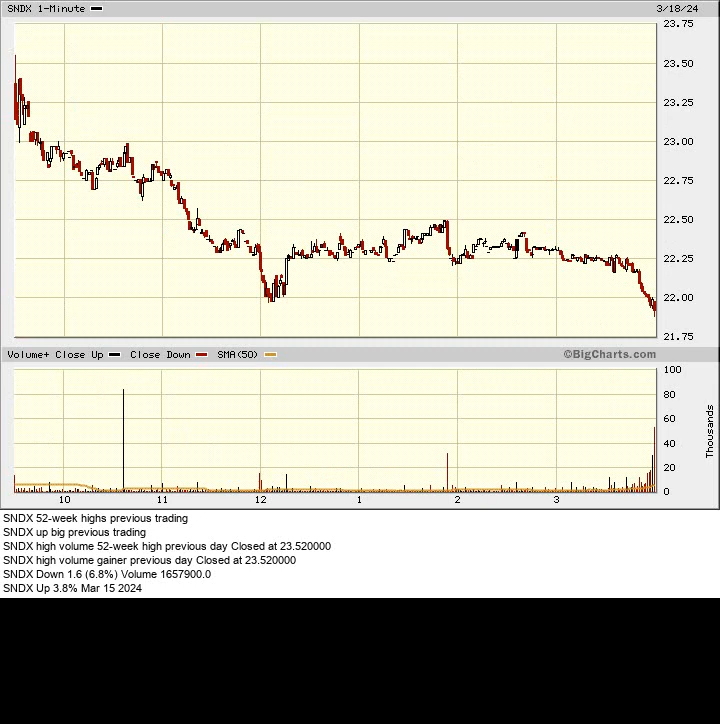 SNDX 1-Minute 3/18/24
23.75
23.50
23.25
23.00
22.75
22.50
22.25
22.00
21.75
Volume+ Close Up Close Down SMA(50) ©BigCharts.com
100
80
60
40
20
0
Thousands
10 11 12 1 2 3
SNDX 52-week highs previous trading
SNDX up big previous trading
SNDX high volume 52-week high previous day Closed at 23.520000
SNDX high volume gainer previous day Closed at 23.520000
SNDX Down 1.6 (6.8%) Volume 1657900.0
SNDX Up 3.8% Mar 15 2024